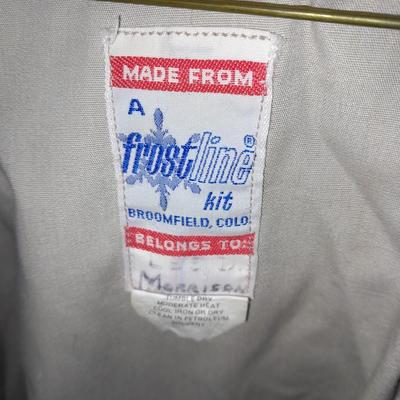 MADE FROM
A
frostline®
kit
BROOMFIELD, COLO.
BELONGS TO:
MORRISON
TUMBLE DRY
MODERATE HEAT
COOL IRON OR DRY
CLEAN IN PETROLEUM
SOLVENT